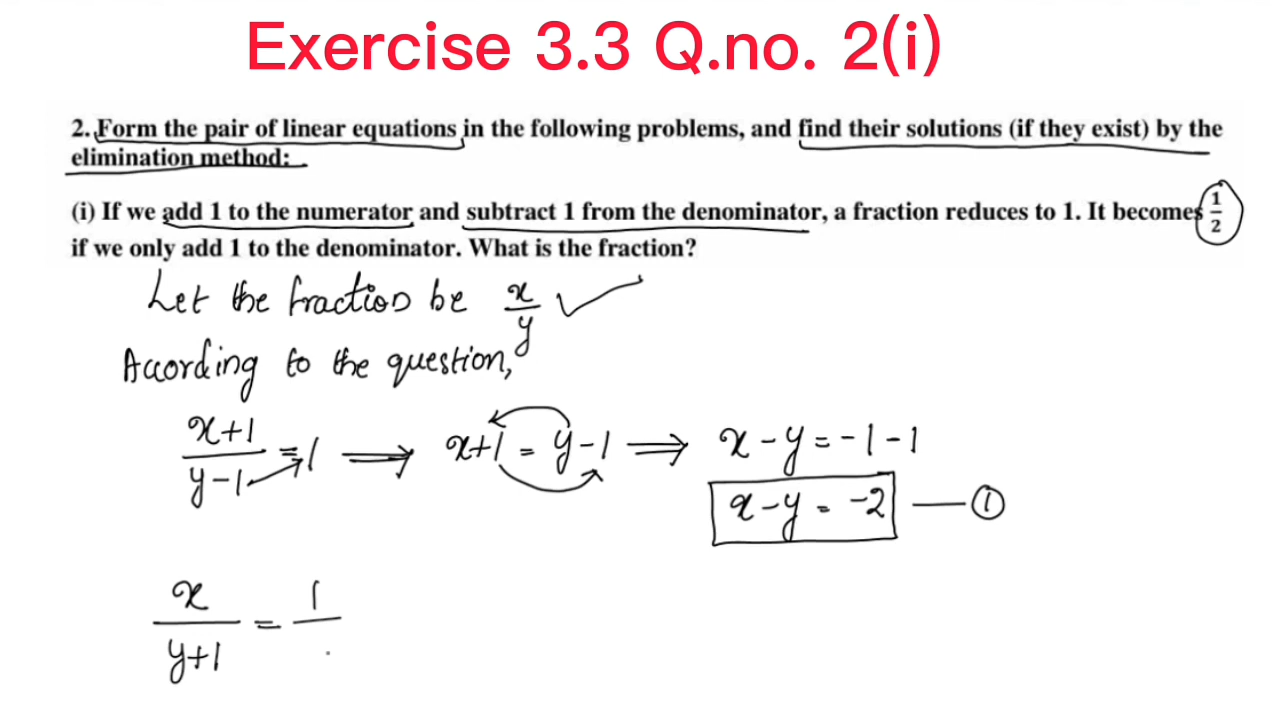 Exercise 3.3 Q.no. 2(i)
2. Form the pair of linear equations in the following problems, and find their solutions (if they exist) by the
elimination method:
(i) If we add 1 to the numerator and subtract 1 from the denominator, a fraction reduces to 1. It becomes 1/2
if we only add 1 to the denominator. What is the fraction?
Let the fraction be x/y
According to the question,
x+1/y-1 = 1 ⟹ x+1 = y-1 ⟹ x-y = -1-1
x-y = -2 — ①
x/y+1 = 1/